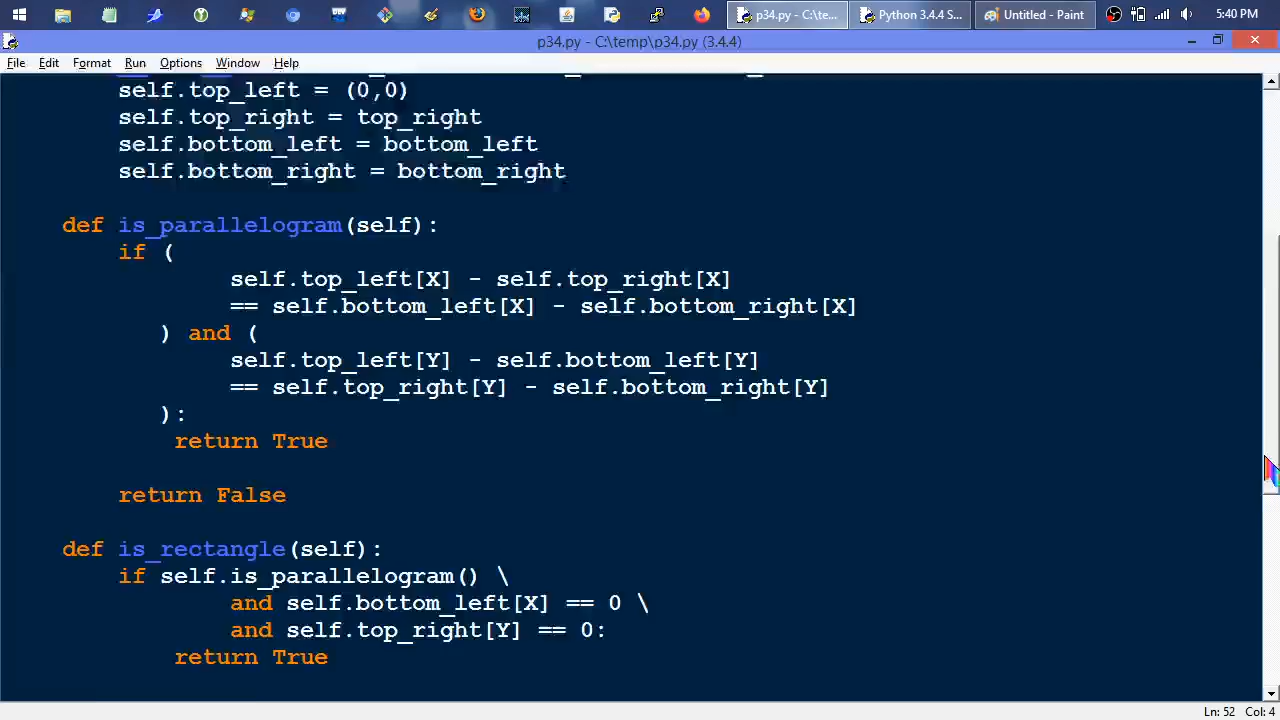 p34.py - C:\te...
Python 3.4.4 S...
Untitled - Paint
5:40 PM
p34.py - C:\temp\p34.py (3.4.4)
File Edit Format Run Options Window Help
self.top_left = (0,0)
self.top_right = top_right
self.bottom_left = bottom_left
self.bottom_right = bottom_right
def is_parallelogram(self):
if (
self.top_left[X] - self.top_right[X]
== self.bottom_left[X] - self.bottom_right[X]
) and (
self.top_left[Y] - self.bottom_left[Y]
== self.top_right[Y] - self.bottom_right[Y]
):
return True
return False
def is_rectangle(self):
if self.is_parallelogram() \
and self.bottom_left[X] == 0 \
and self.top_right[Y] == 0:
return True
Ln: 52 Col: 4